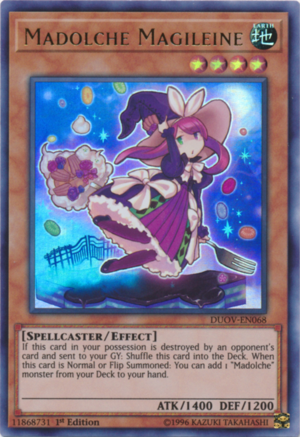 MADOLCHE MAGILEINE
EARTH
地
DUOV-EN068
[SPELLCASTER/EFFECT]
If this card in your possession is destroyed by an opponent's
card and sent to your GY: Shuffle this card into the Deck. When
this card is Normal or Flip Summoned: You can add 1 "Madolche"
monster from your Deck to your hand.
ATK/1400 DEF/1200
11868731 1st Edition ©1996 KAZUKI TAKAHASHI